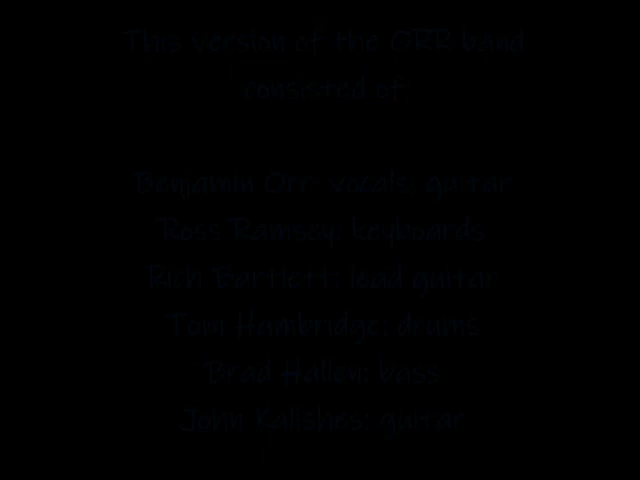 This version of the ORR band
consisted of
Benjamin Orr: vocals, guitar
Ross Ramsey: keyboards
Rich Bartlett: lead guitar
Tom Hambridge: drums
Brad Hallen: bass
John Kalishes: guitar